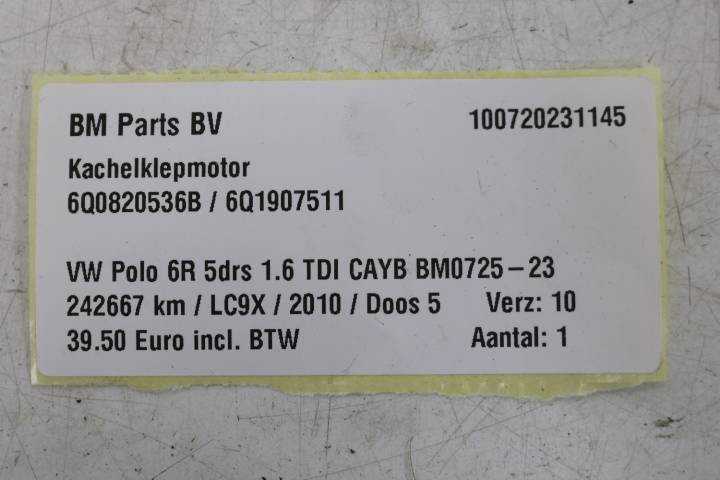 BM Parts BV 100720231145
Kachelklepmotor
6Q0820536B / 6Q1907511
VW Polo 6R 5drs 1.6 TDI CAYB BM0725-23
242667 km / LC9X / 2010 / Doos 5 Verz: 10
39.50 Euro incl. BTW Aantal: 1